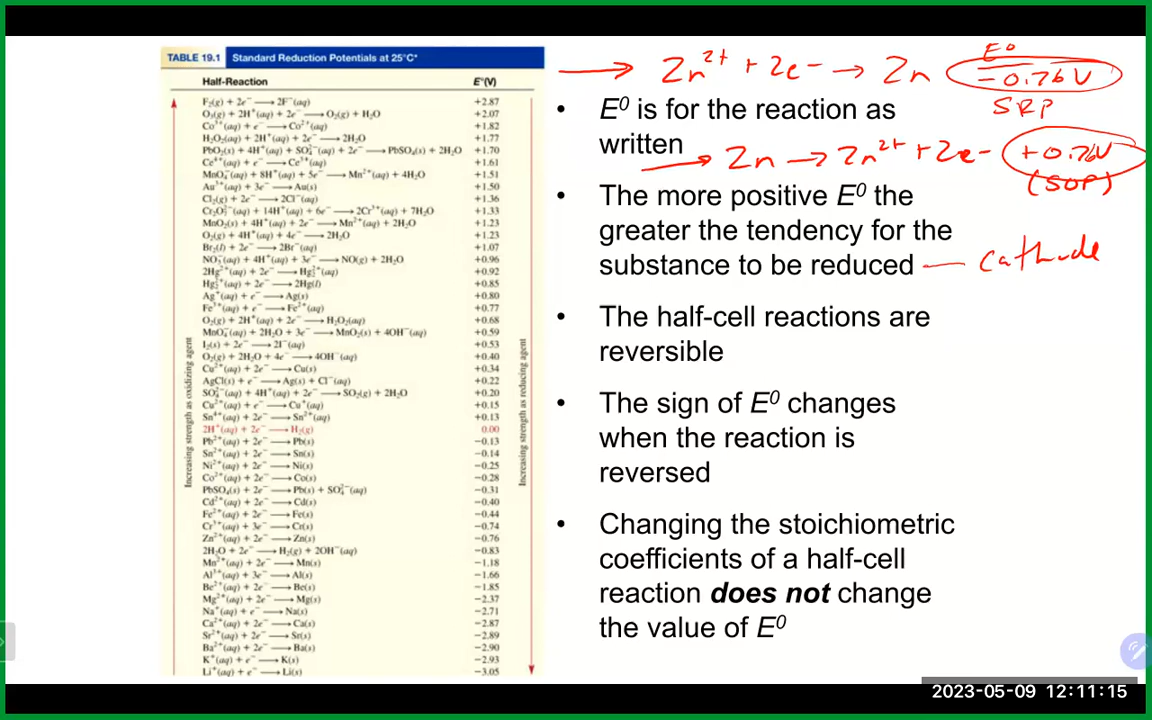 TABLE 19.1 Standard Reduction Potentials at 25°C*
Half-Reaction E°(V)
F₂(g) + 2e⁻ ⟶ 2F⁻(aq) +2.87
O₃(g) + 2H⁺(aq) + 2e⁻ ⟶ O₂(g) + H₂O +2.07
Co³⁺(aq) + e⁻ ⟶ Co²⁺(aq) +1.82
H₂O₂(aq) + 2H⁺(aq) + 2e⁻ ⟶ 2H₂O +1.77
PbO₂(s) + 4H⁺(aq) + SO₄²⁻(aq) + 2e⁻ ⟶ PbSO₄(s) + 2H₂O +1.70
Ce⁴⁺(aq) + e⁻ ⟶ Ce³⁺(aq) +1.61
MnO₄⁻(aq) + 8H⁺(aq) + 5e⁻ ⟶ Mn²⁺(aq) + 4H₂O +1.51
Au³⁺(aq) + 3e⁻ ⟶ Au(s) +1.50
Cl₂(g) + 2e⁻ ⟶ 2Cl⁻(aq) +1.36
Cr₂O₇²⁻(aq) + 14H⁺(aq) + 6e⁻ ⟶ 2Cr³⁺(aq) + 7H₂O +1.33
MnO₂(s) + 4H⁺(aq) + 2e⁻ ⟶ Mn²⁺(aq) + 2H₂O +1.23
O₂(g) + 4H⁺(aq) + 4e⁻ ⟶ 2H₂O +1.23
Br₂(l) + 2e⁻ ⟶ 2Br⁻(aq) +1.07
NO₃⁻(aq) + 4H⁺(aq) + 3e⁻ ⟶ NO(g) + 2H₂O +0.96
2Hg²⁺(aq) + 2e⁻ ⟶ Hg₂²⁺(aq) +0.92
Hg₂²⁺(aq) + 2e⁻ ⟶ 2Hg(l) +0.85
Ag⁺(aq) + e⁻ ⟶ Ag(s) +0.80
Fe³⁺(aq) + e⁻ ⟶ Fe²⁺(aq) +0.77
O₂(g) + 2H⁺(aq) + 2e⁻ ⟶ H₂O₂(aq) +0.68
MnO₄⁻(aq) + 2H₂O + 3e⁻ ⟶ MnO₂(s) + 4OH⁻(aq) +0.59
I₂(s) + 2e⁻ ⟶ 2I⁻(aq) +0.53
O₂(g) + 2H₂O + 4e⁻ ⟶ 4OH⁻(aq) +0.40
Cu²⁺(aq) + 2e⁻ ⟶ Cu(s) +0.34
AgCl(s) + e⁻ ⟶ Ag(s) + Cl⁻(aq) +0.22
SO₄²⁻(aq) + 4H⁺(aq) + 2e⁻ ⟶ SO₂(g) + 2H₂O +0.20
Cu²⁺(aq) + e⁻ ⟶ Cu⁺(aq) +0.15
Sn⁴⁺(aq) + 2e⁻ ⟶ Sn²⁺(aq) +0.13
2H⁺(aq) + 2e⁻ ⟶ H₂(g) 0.00
Pb²⁺(aq) + 2e⁻ ⟶ Pb(s) −0.13
Sn²⁺(aq) + 2e⁻ ⟶ Sn(s) −0.14
Ni²⁺(aq) + 2e⁻ ⟶ Ni(s) −0.25
Co²⁺(aq) + 2e⁻ ⟶ Co(s) −0.28
PbSO₄(s) + 2e⁻ ⟶ Pb(s) + SO₄²⁻(aq) −0.31
Cd²⁺(aq) + 2e⁻ ⟶ Cd(s) −0.40
Fe²⁺(aq) + 2e⁻ ⟶ Fe(s) −0.44
Cr³⁺(aq) + 3e⁻ ⟶ Cr(s) −0.74
Zn²⁺(aq) + 2e⁻ ⟶ Zn(s) −0.76
2H₂O + 2e⁻ ⟶ H₂(g) + 2OH⁻(aq) −0.83
Mn²⁺(aq) + 2e⁻ ⟶ Mn(s) −1.18
Al³⁺(aq) + 3e⁻ ⟶ Al(s) −1.66
Be²⁺(aq) + 2e⁻ ⟶ Be(s) −1.85
Mg²⁺(aq) + 2e⁻ ⟶ Mg(s) −2.37
Na⁺(aq) + e⁻ ⟶ Na(s) −2.71
Ca²⁺(aq) + 2e⁻ ⟶ Ca(s) −2.87
Sr²⁺(aq) + 2e⁻ ⟶ Sr(s) −2.89
Ba²⁺(aq) + 2e⁻ ⟶ Ba(s) −2.90
K⁺(aq) + e⁻ ⟶ K(s) −2.93
Li⁺(aq) + e⁻ ⟶ Li(s) −3.05
Increasing strength as oxidizing agent
Increasing strength as reducing agent
E⁰
⟶ Zn²⁺ + 2e⁻ → Zn −0.76 V
SRP
• E⁰ is for the reaction as
written
⟶ Zn → Zn²⁺ + 2e⁻ +0.76V
(SOP)
• The more positive E⁰ the
greater the tendency for the
substance to be reduced — cathode
• The half-cell reactions are
reversible
• The sign of E⁰ changes
when the reaction is
reversed
• Changing the stoichiometric
coefficients of a half-cell
reaction does not change
the value of E⁰
2023-05-09 12:11:15